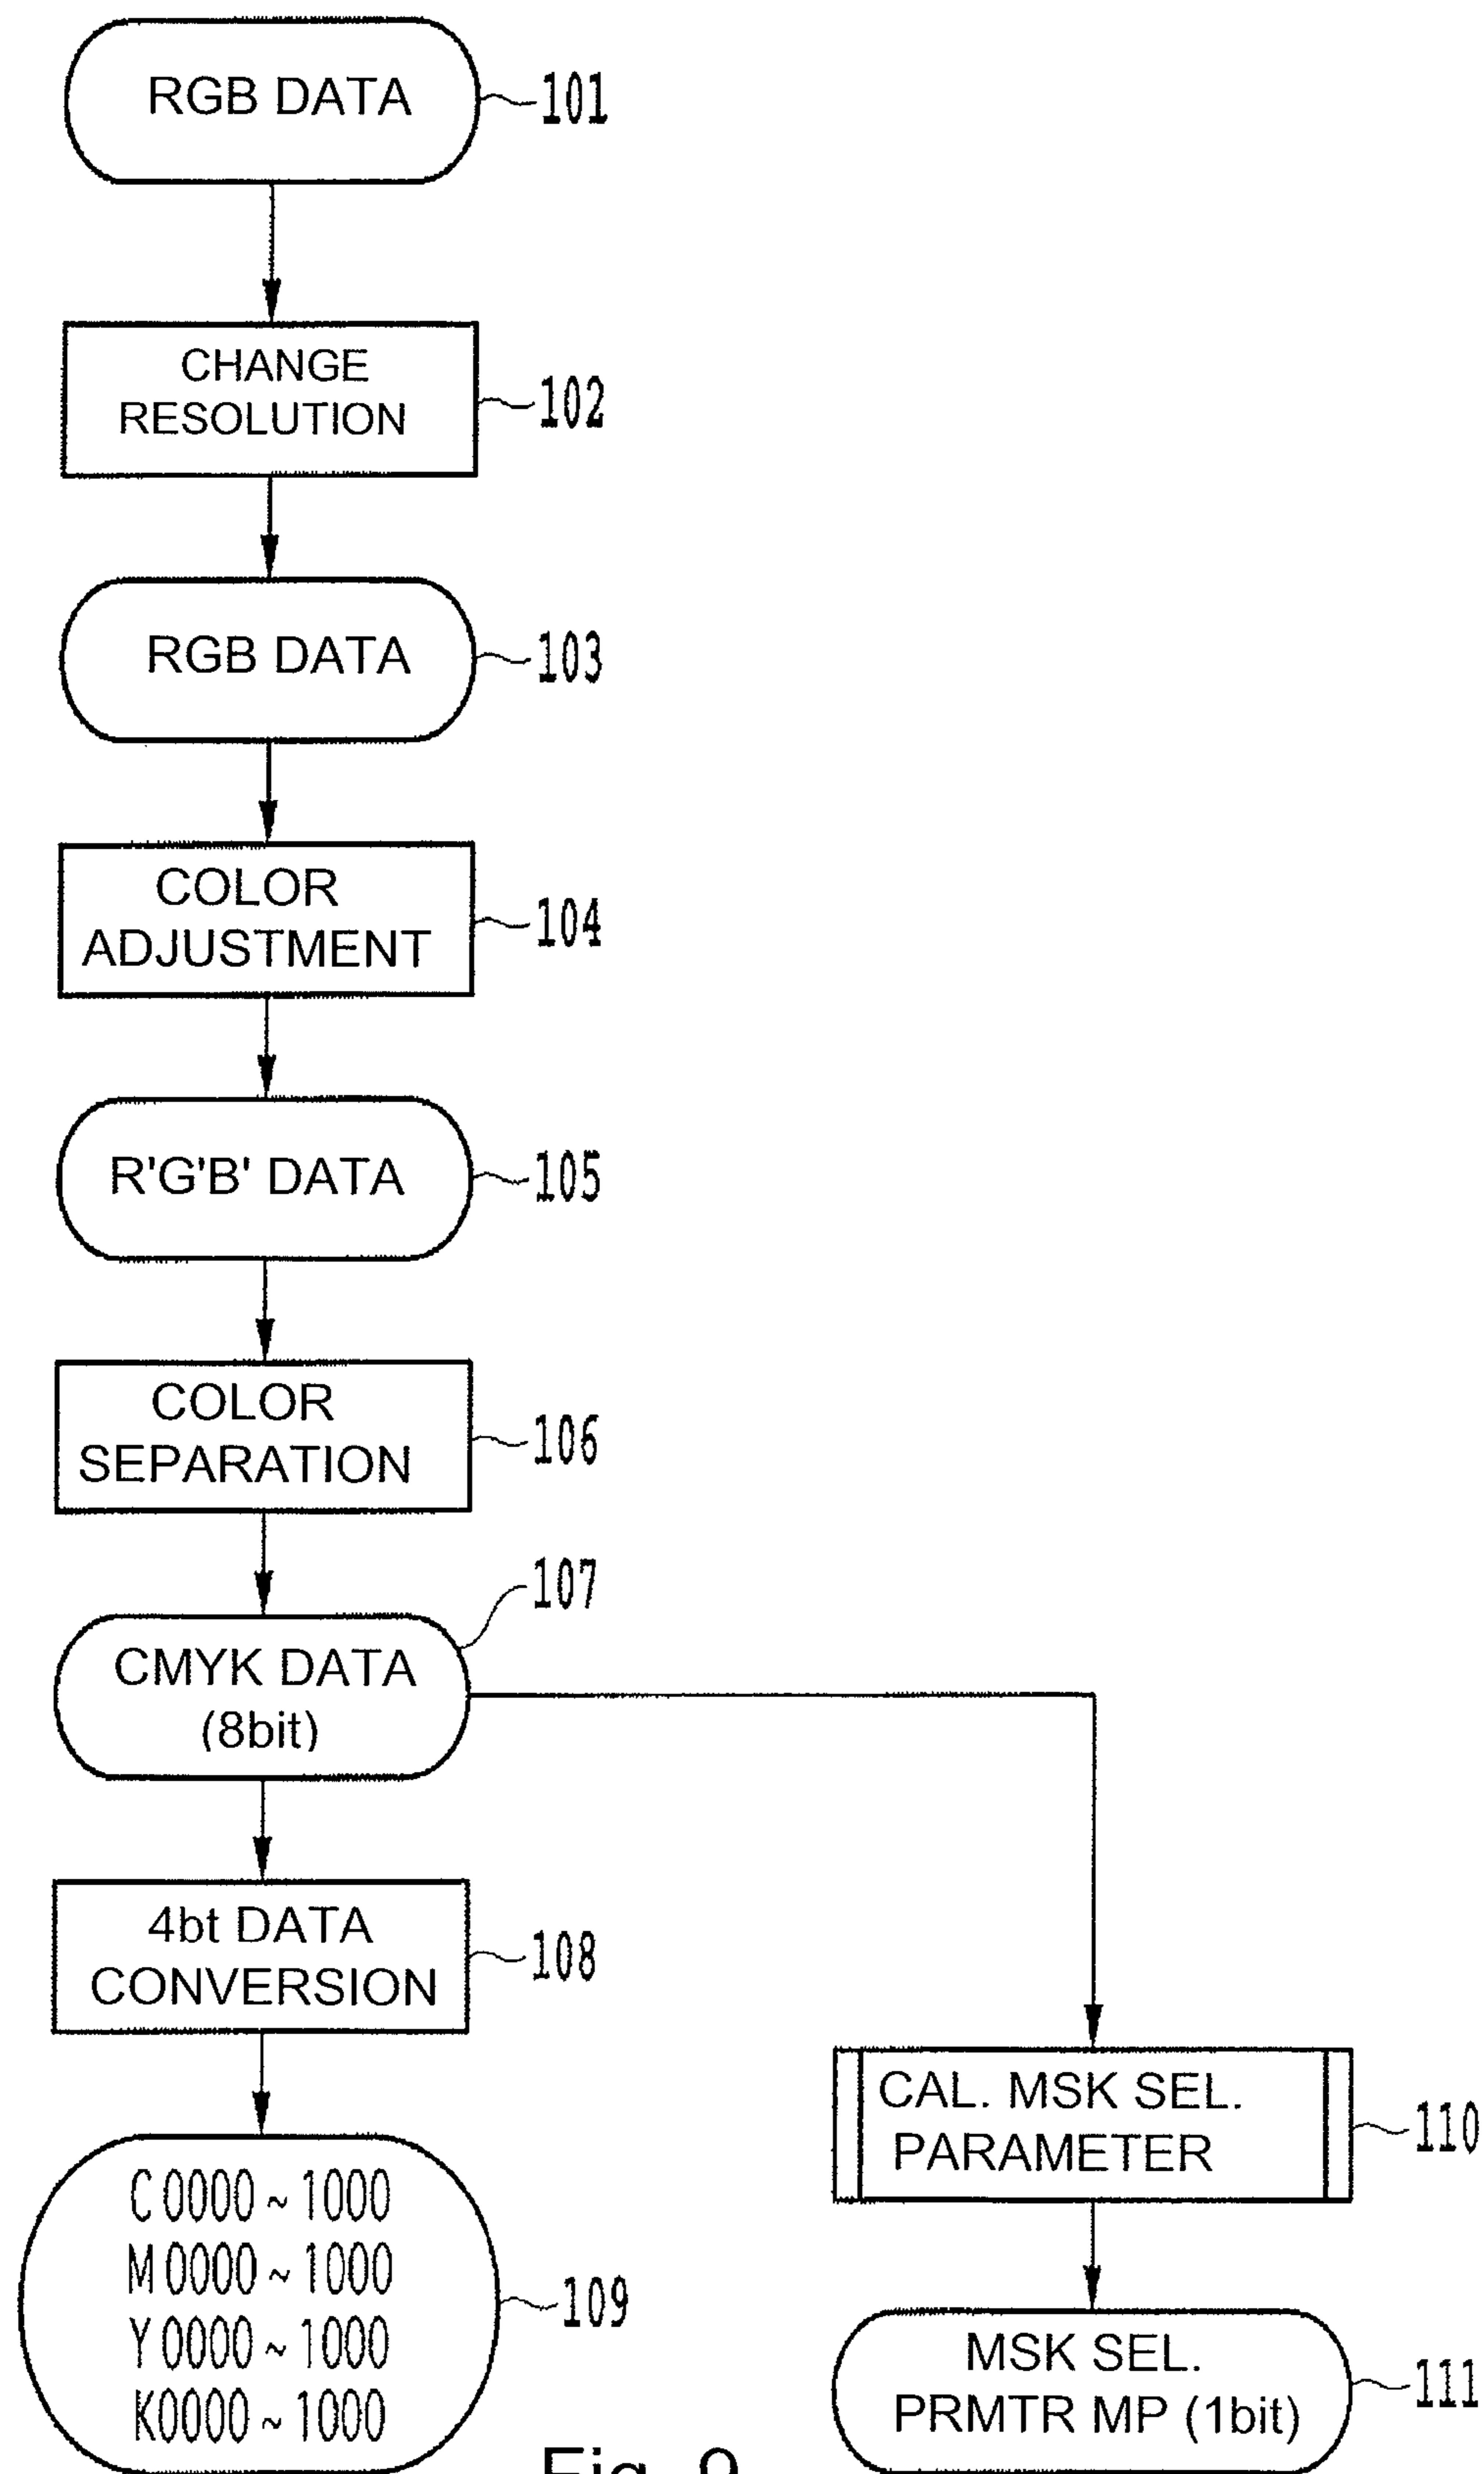 RGB DATA
101
CHANGE
RESOLUTION
102
RGB DATA
103
COLOR
ADJUSTMENT
104
R'G'B' DATA
105
COLOR
SEPARATION
106
107
CMYK DATA
(8bit)
4bt DATA
CONVERSION
108
C 0000 ~ 1000
M 0000 ~ 1000
Y 0000 ~ 1000
K0000 ~ 1000
109
CAL. MSK SEL.
PARAMETER
110
MSK SEL.
PRMTR MP (1bit)
111
Fig. 9